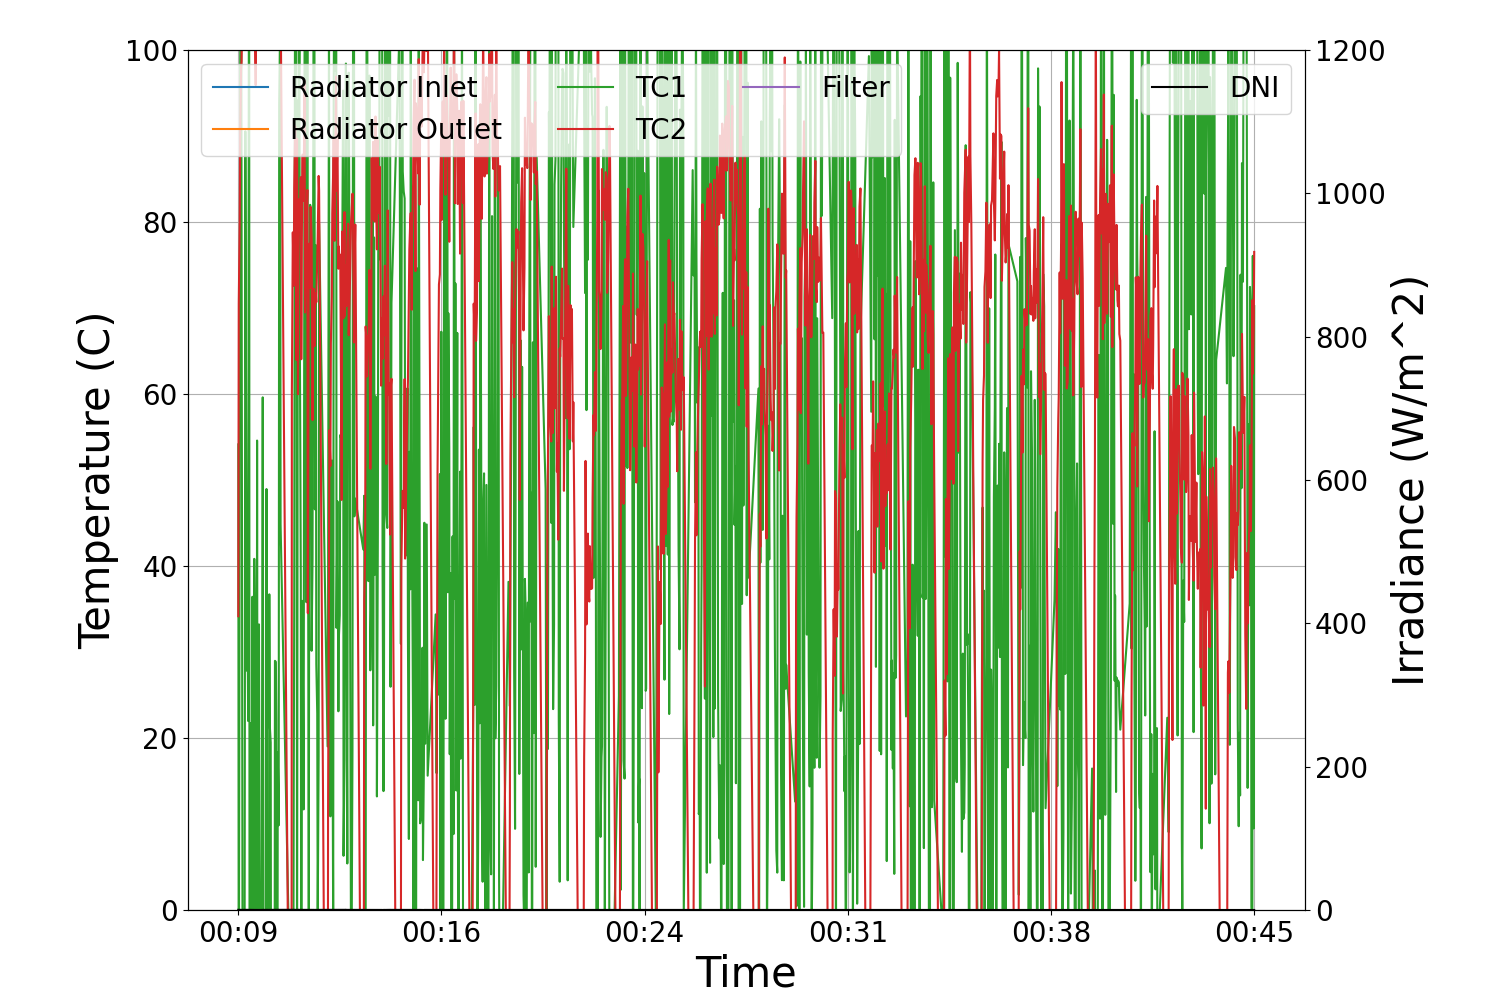 100
80
60
40
20
0
Temperature (C)
Radiator Inlet
Radiator Outlet
TC1
TC2
Filter
DNI
1200
1000
800
600
400
200
0
Irradiance (W/m^2)
00:09 00:16 00:24 00:31 00:38 00:45
Time